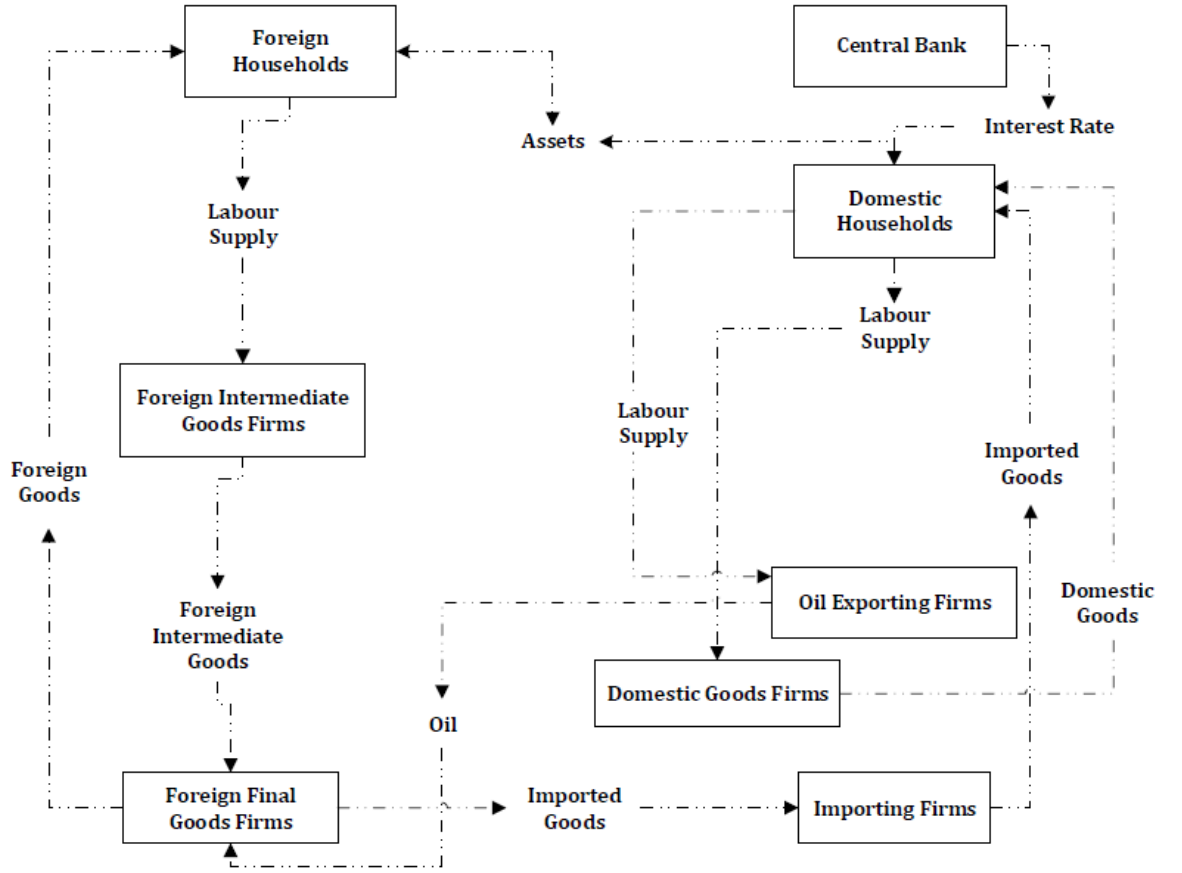 Foreign
Households
Central Bank
Assets
Interest Rate
Labour
Supply
Domestic
Households
Labour
Supply
Foreign Intermediate
Goods Firms
Labour
Supply
Foreign
Goods
Imported
Goods
Foreign
Intermediate
Goods
Oil Exporting Firms
Domestic
Goods
Domestic Goods Firms
Oil
Foreign Final
Goods Firms
Imported
Goods
Importing Firms